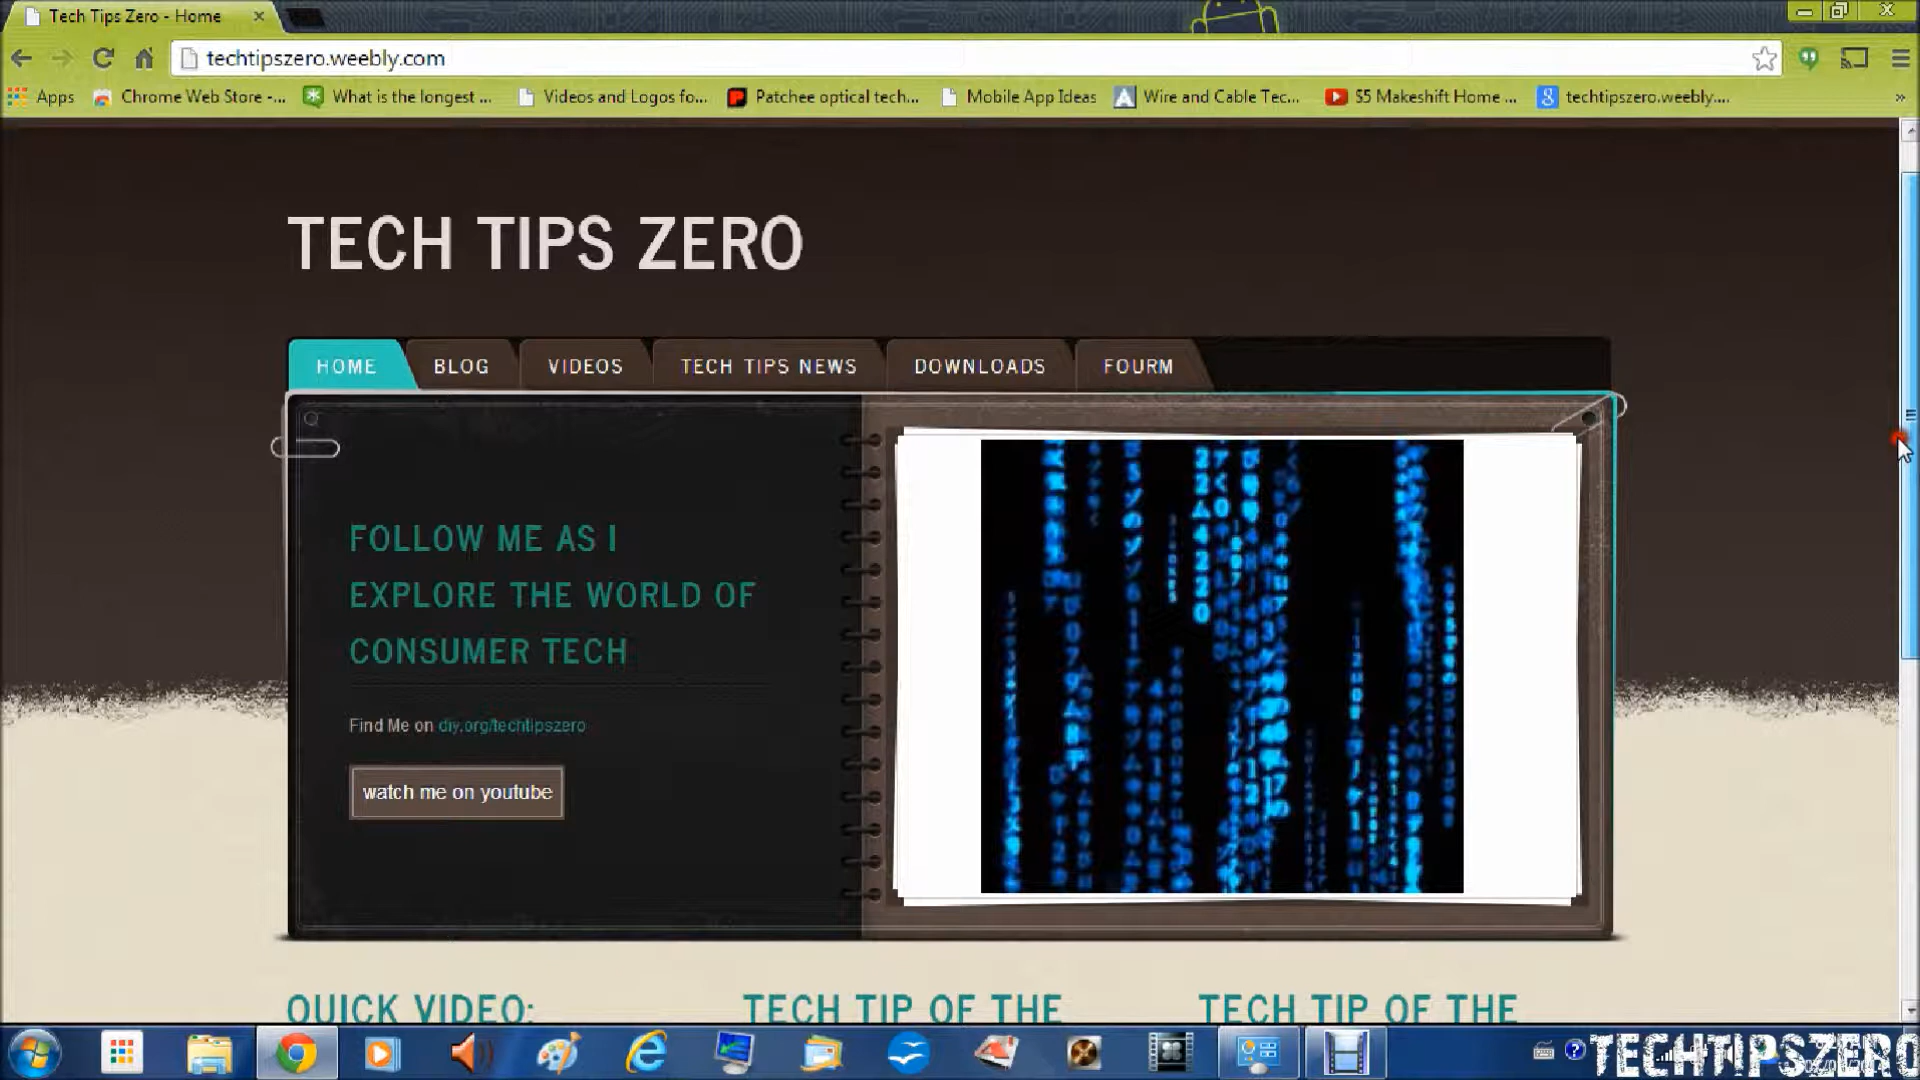 Tech Tips Zero - Home
techtipszero.weebly.com
Apps
Chrome Web Store -...
What is the longest ...
Videos and Logos fo...
Patchee optical tech...
Mobile App Ideas
Wire and Cable Tec...
$5 Makeshift Home ...
techtipszero.weebly....
»
TECH TIPS ZERO
HOME
BLOG
VIDEOS
TECH TIPS NEWS
DOWNLOADS
FOURM
FOLLOW ME AS I
EXPLORE THE WORLD OF
CONSUMER TECH
Find Me on diy.org/techtipszero
watch me on youtube
QUICK VIDEO:
TECH TIP OF THE
TECH TIP OF THE
TECHTIPSZERO